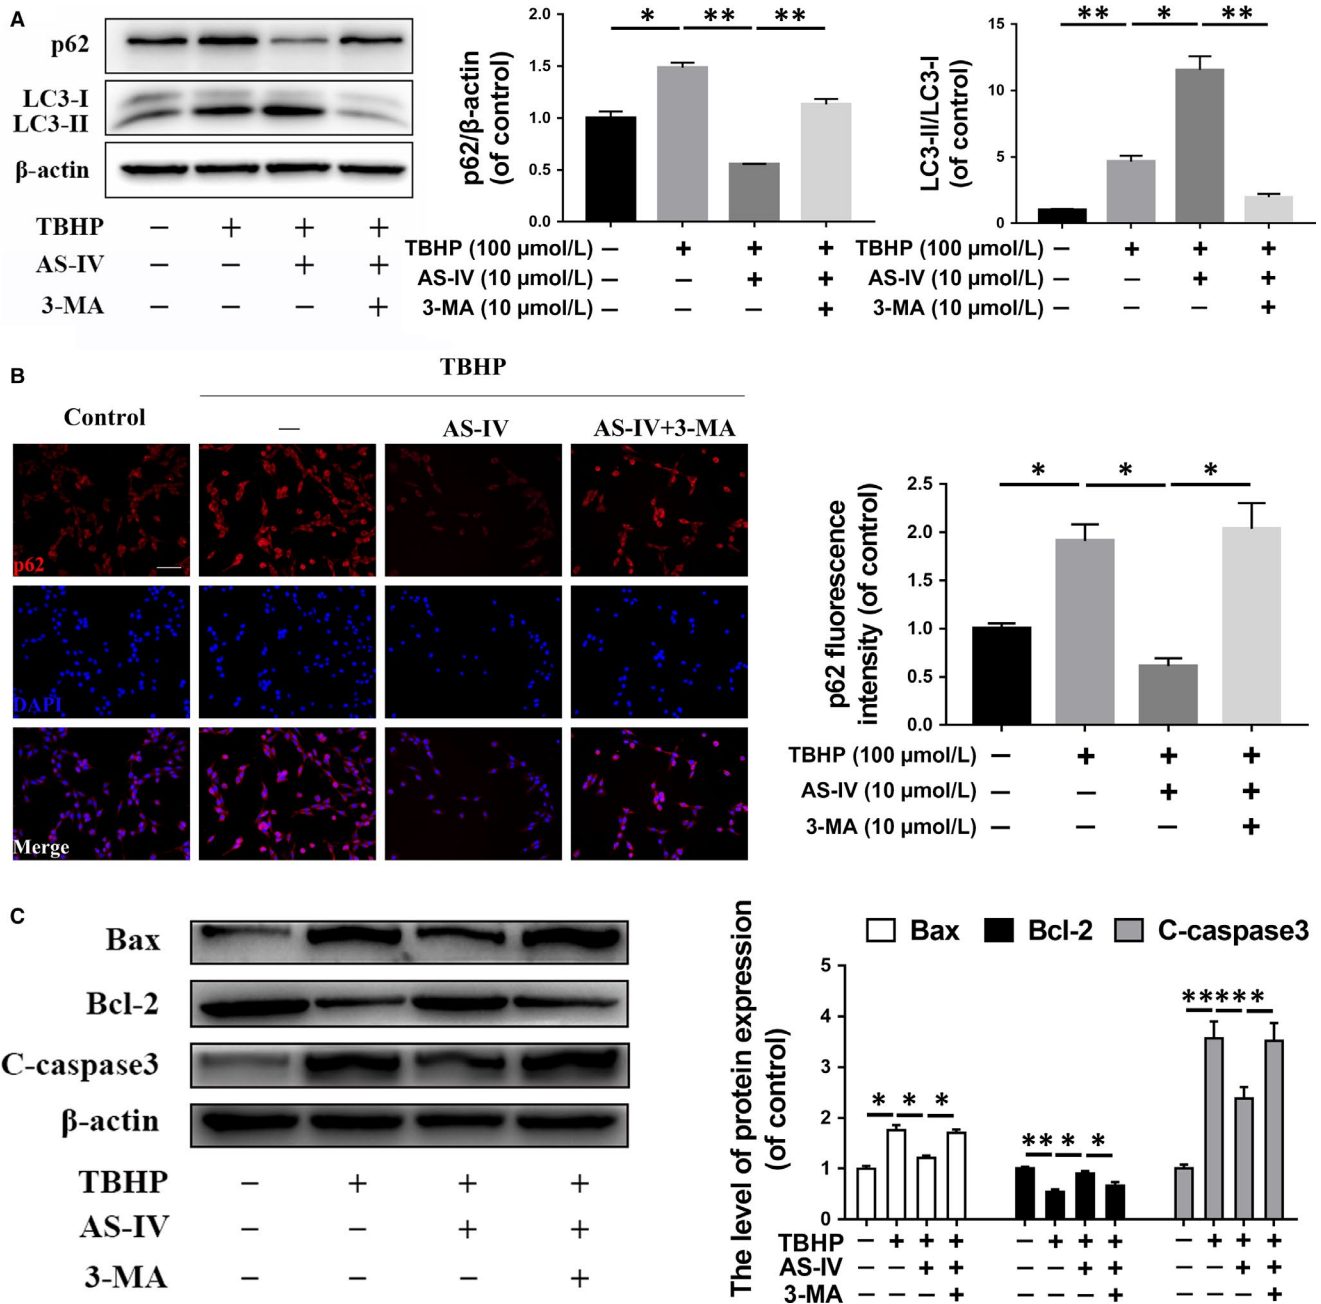 A
p62
LC3-I
LC3-II
β-actin
TBHP − + + +
AS-IV − − + +
3-MA − − − +
p62/β-actin
(of control)
2.0
1.5
1.0
0.5
0.0
* ** **
TBHP (100 μmol/L) − + + +
AS-IV (10 μmol/L) − − + +
3-MA (10 μmol/L) − − − +
LC3-II/LC3-I
(of control)
15
10
5
0
** * **
TBHP (100 μmol/L) − + + +
AS-IV (10 μmol/L) − − + +
3-MA (10 μmol/L) − − − +
B
TBHP
Control — AS-IV AS-IV+3-MA
p62
DAPI
Merge
p62 fluorescence
intensity (of control)
2.5
2.0
1.5
1.0
0.5
0.0
* * *
TBHP (100 μmol/L) − + + +
AS-IV (10 μmol/L) − − + +
3-MA (10 μmol/L) − − − +
C
Bax
Bcl-2
C-caspase3
β-actin
TBHP − + + +
AS-IV − − + +
3-MA − − − +
The level of protein expression
(of control)
Bax Bcl-2 C-caspase3
5
4
3
2
1
0
* * * ** * * *****
− + + + TBHP − + + + − + + +
− − + + AS-IV − − + + − − + +
− − − + 3-MA − − − + − − − +